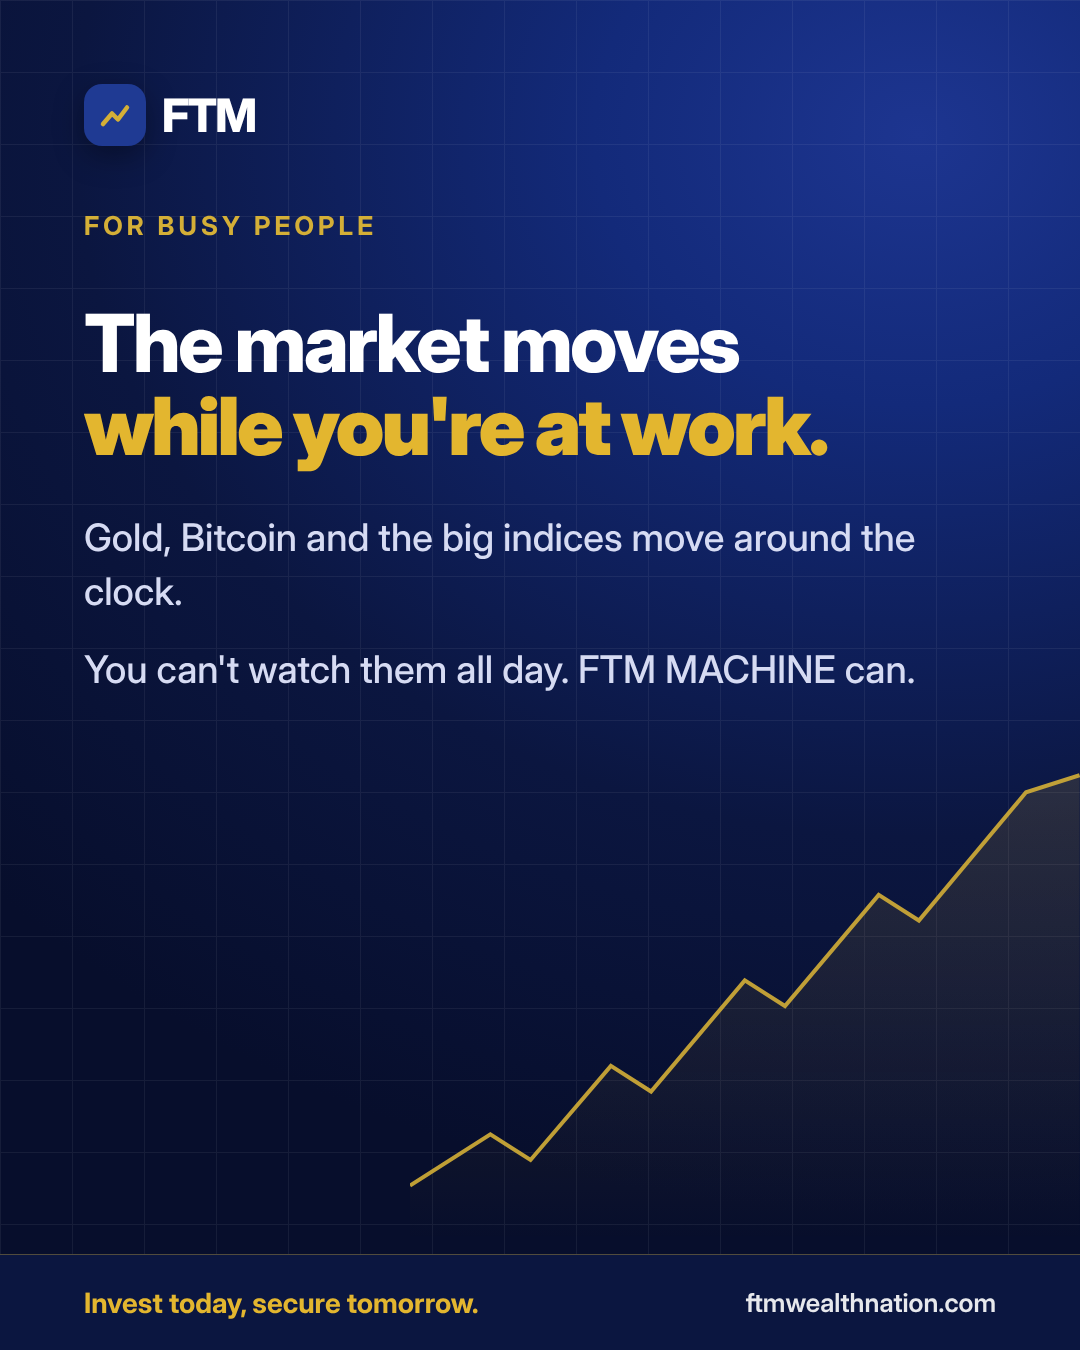 FTM
FOR BUSY PEOPLE
The market moves
while you're at work.
Gold, Bitcoin and the big indices move around the
clock.
You can't watch them all day. FTM MACHINE can.
Invest today, secure tomorrow.
ftmwealthnation.com